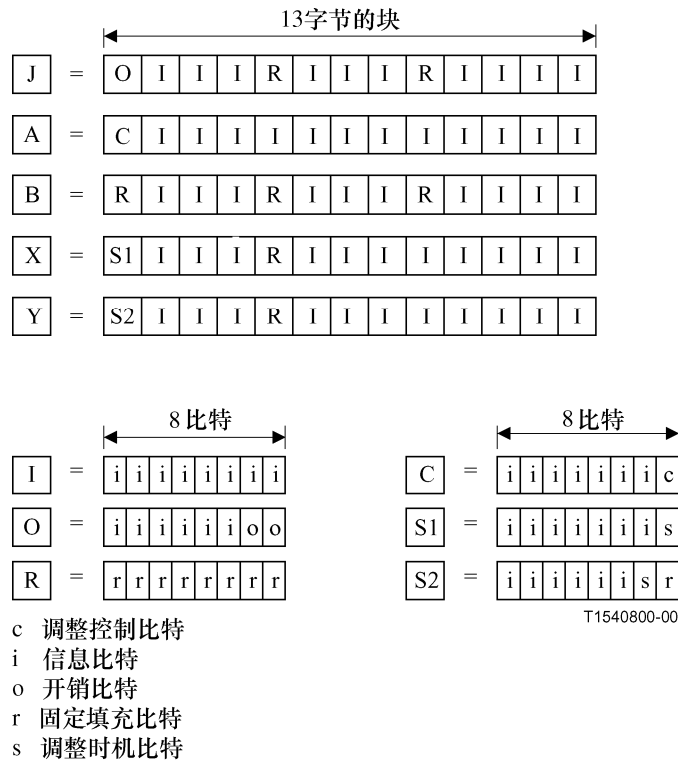 13字节的块
J = O I I I R I I I R I I I I
A = C I I I I I I I I I I I I
B = R I I I R I I I R I I I I
X = S1 I I I R I I I I I I I I
Y = S2 I I I R I I I I I I I I
8比特 8比特
I = i i i i i i i i C = i i i i i i i c
O = i i i i i i o o S1 = i i i i i i i s
R = r r r r r r r r S2 = i i i i i i s r
T1540800-00
c 调整控制比特
i 信息比特
o 开销比特
r 固定填充比特
s 调整时机比特